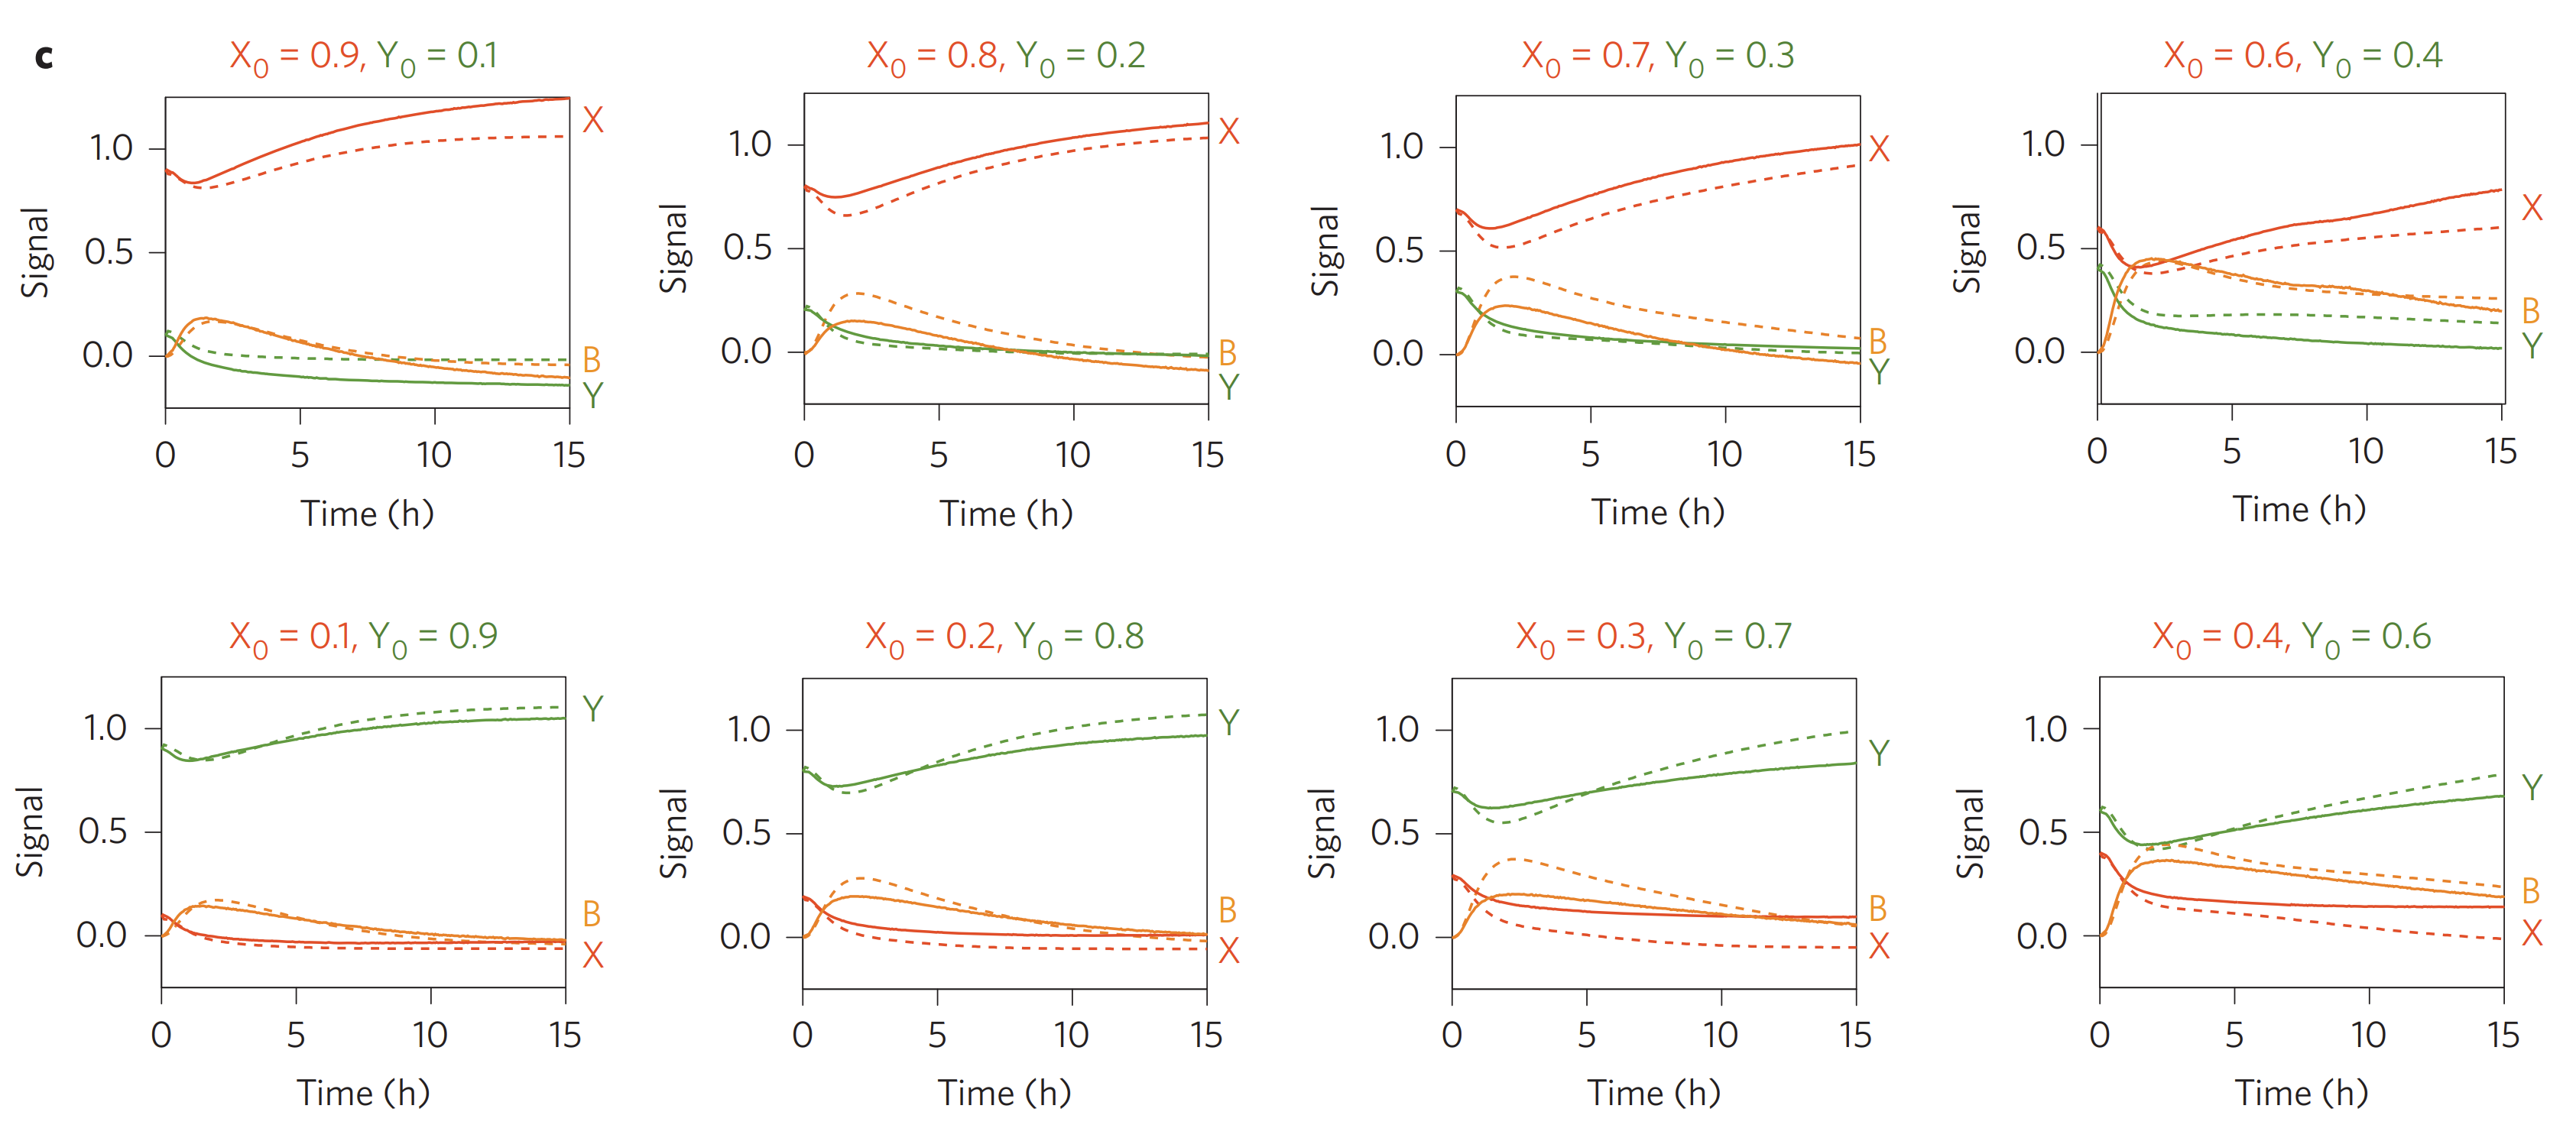 c
X0 = 0.9, Y0 = 0.1
Signal
1.0
0.5
0.0
X
B
Y
0 5 10 15
Time (h)
X0 = 0.8, Y0 = 0.2
Signal
1.0
0.5
0.0
X
B
Y
0 5 10 15
Time (h)
X0 = 0.7, Y0 = 0.3
Signal
1.0
0.5
0.0
X
B
Y
0 5 10 15
Time (h)
X0 = 0.6, Y0 = 0.4
Signal
1.0
0.5
0.0
X
B
Y
0 5 10 15
Time (h)
X0 = 0.1, Y0 = 0.9
Signal
1.0
0.5
0.0
Y
B
X
0 5 10 15
Time (h)
X0 = 0.2, Y0 = 0.8
Signal
1.0
0.5
0.0
Y
B
X
0 5 10 15
Time (h)
X0 = 0.3, Y0 = 0.7
Signal
1.0
0.5
0.0
Y
B
X
0 5 10 15
Time (h)
X0 = 0.4, Y0 = 0.6
Signal
1.0
0.5
0.0
Y
B
X
0 5 10 15
Time (h)